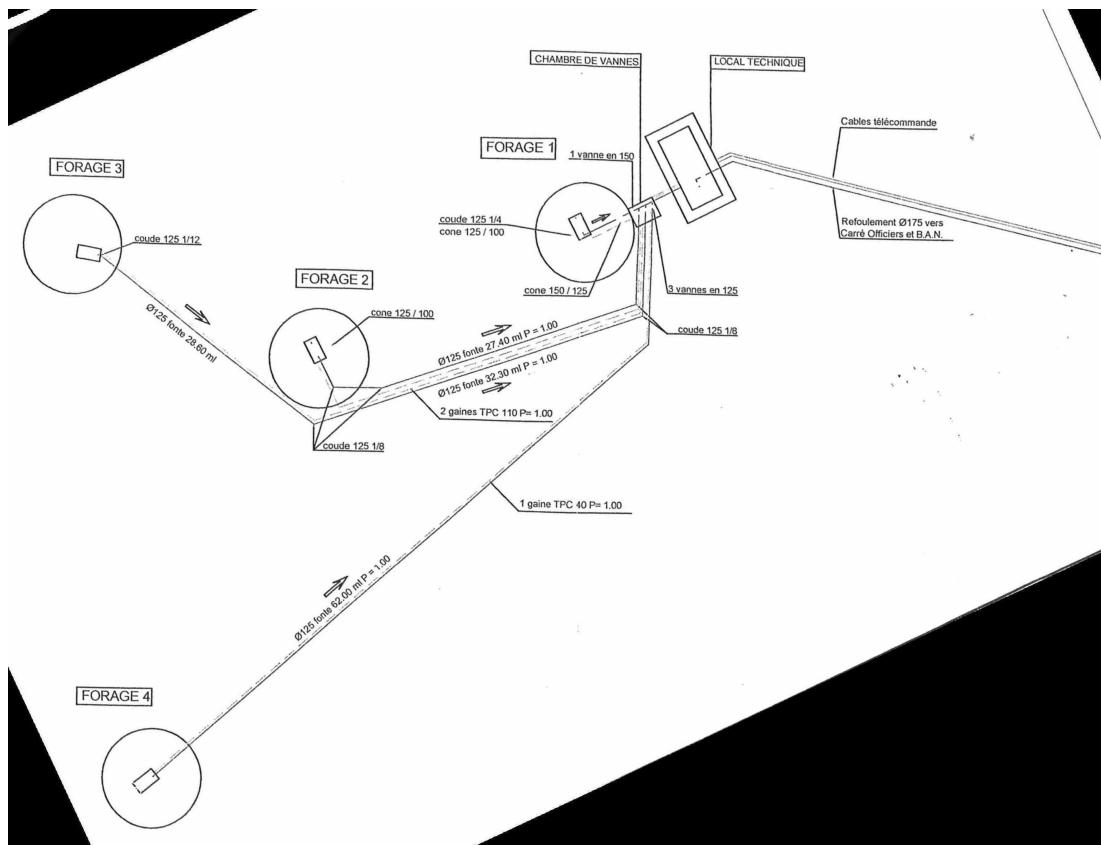 CHAMBRE DE VANNES
LOCAL TECHNIQUE
Cables télécommande
FORAGE 1
1 vanne en 150
FORAGE 3
coude 125 1/4
cone 125 / 100
Refoulement Ø175 vers
Carré Officiers et B.A.N.
coude 125 1/12
FORAGE 2
cone 150 / 125
3 vannes en 125
cone 125 / 100
Ø125 fonte 28.60 ml
Ø125 fonte 27.40 ml P = 1.00
coude 125 1/8
Ø125 fonte 32.30 ml P = 1.00
2 gaines TPC 110 P= 1.00
coude 125 1/8
1 gaine TPC 40 P= 1.00
Ø125 fonte 62.00 ml P = 1.00
FORAGE 4